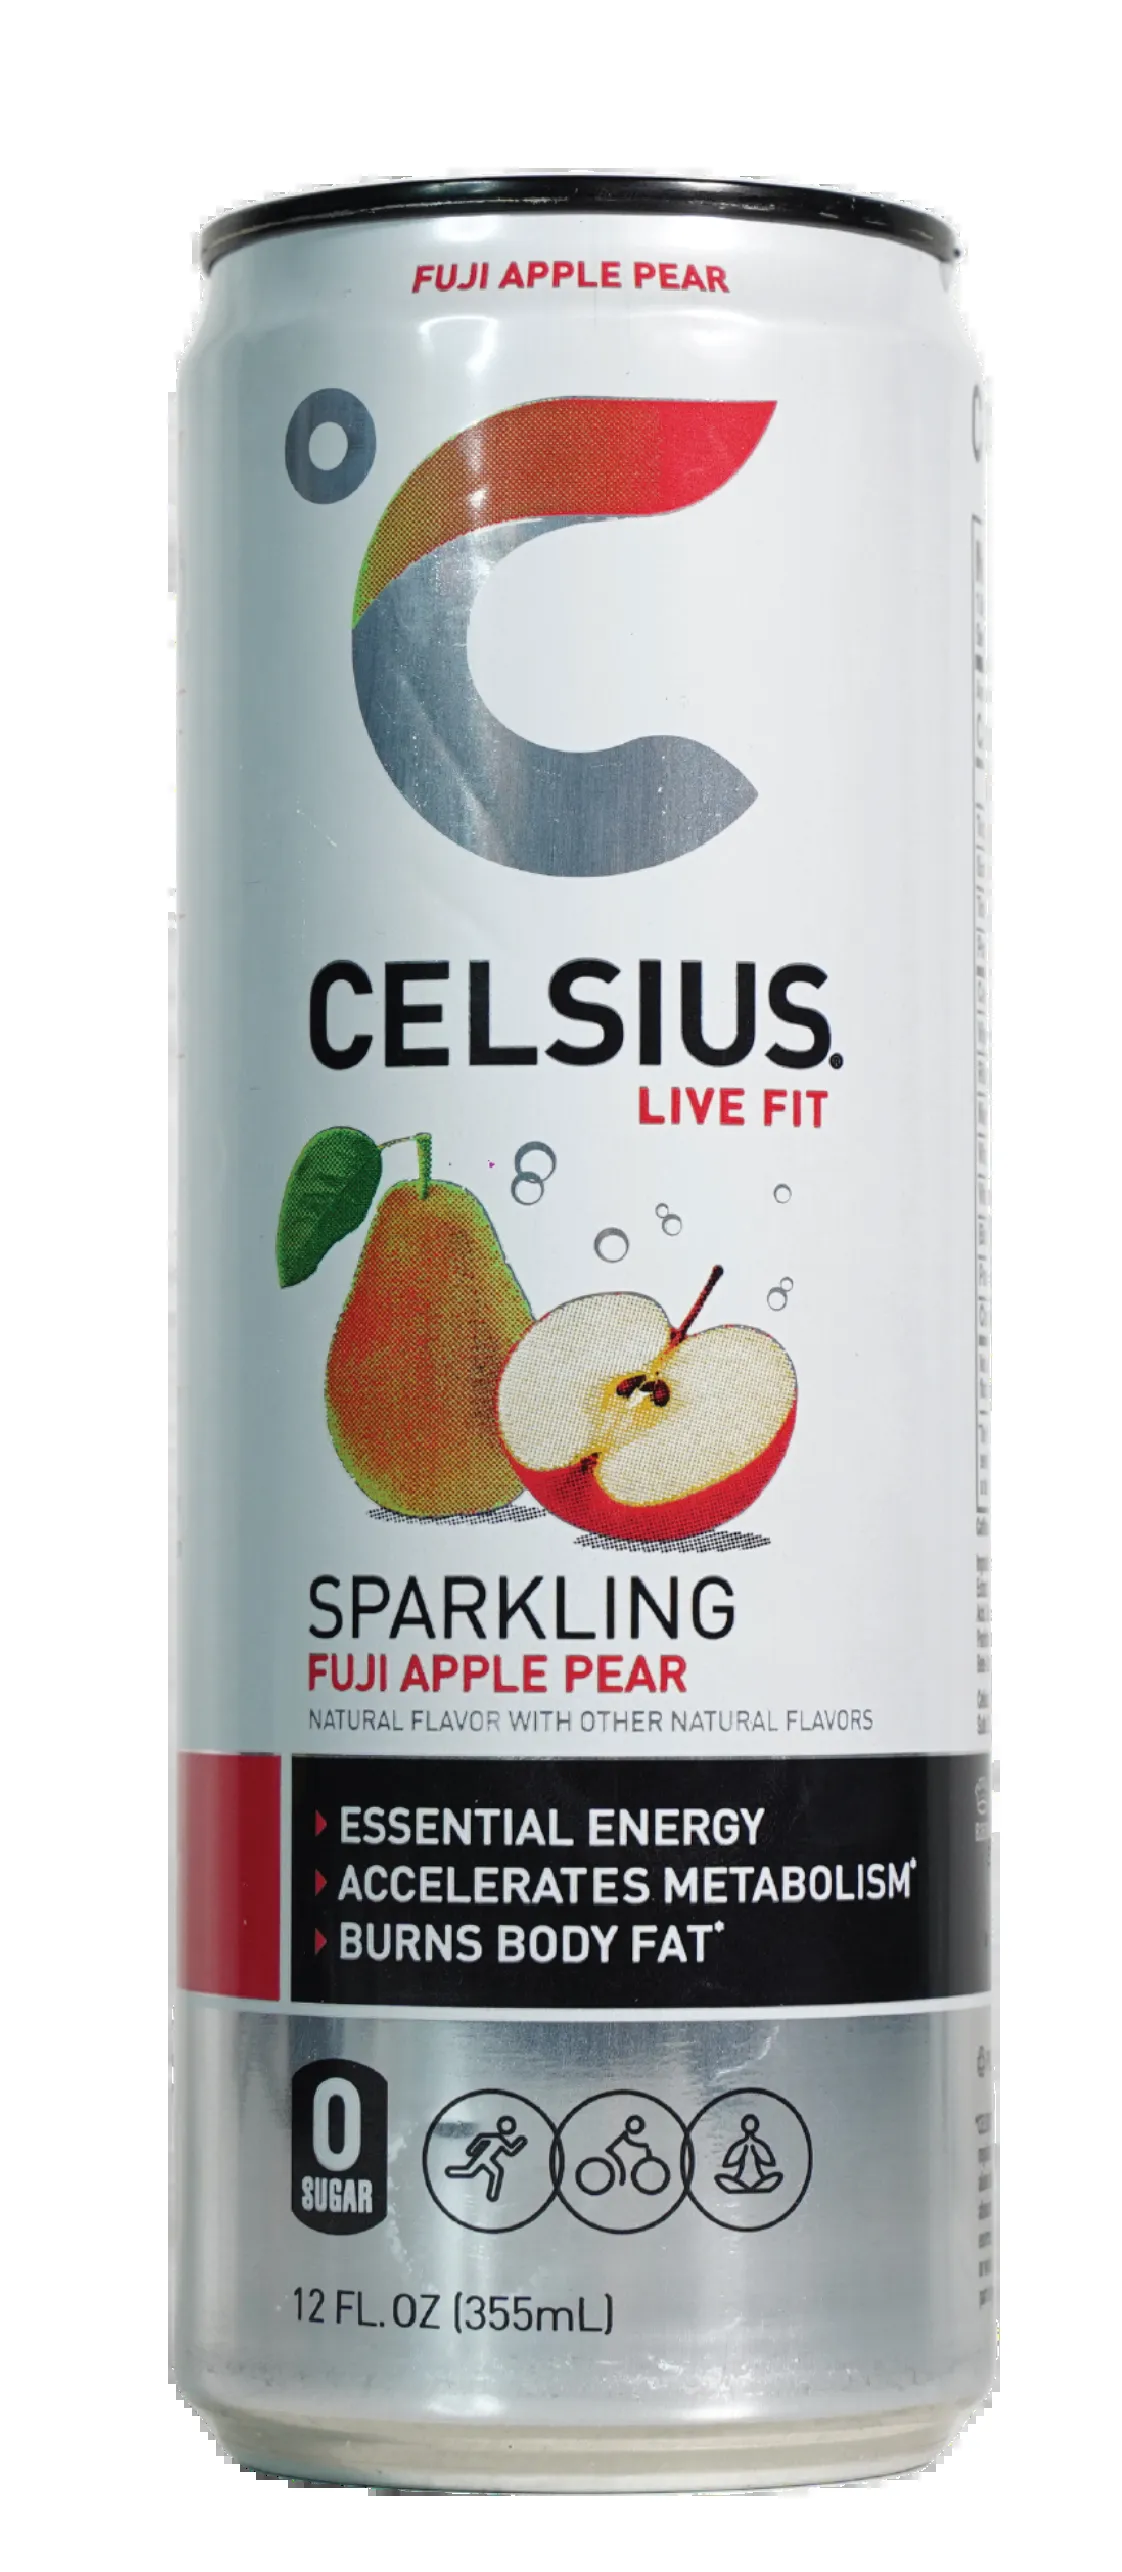 FUJI APPLE PEAR
CELSIUS®
LIVE FIT
SPARKLING
FUJI APPLE PEAR
NATURAL FLAVOR WITH OTHER NATURAL FLAVORS
ESSENTIAL ENERGY
ACCELERATES METABOLISM*
BURNS BODY FAT*
0
SUGAR
12 FL. OZ (355mL)